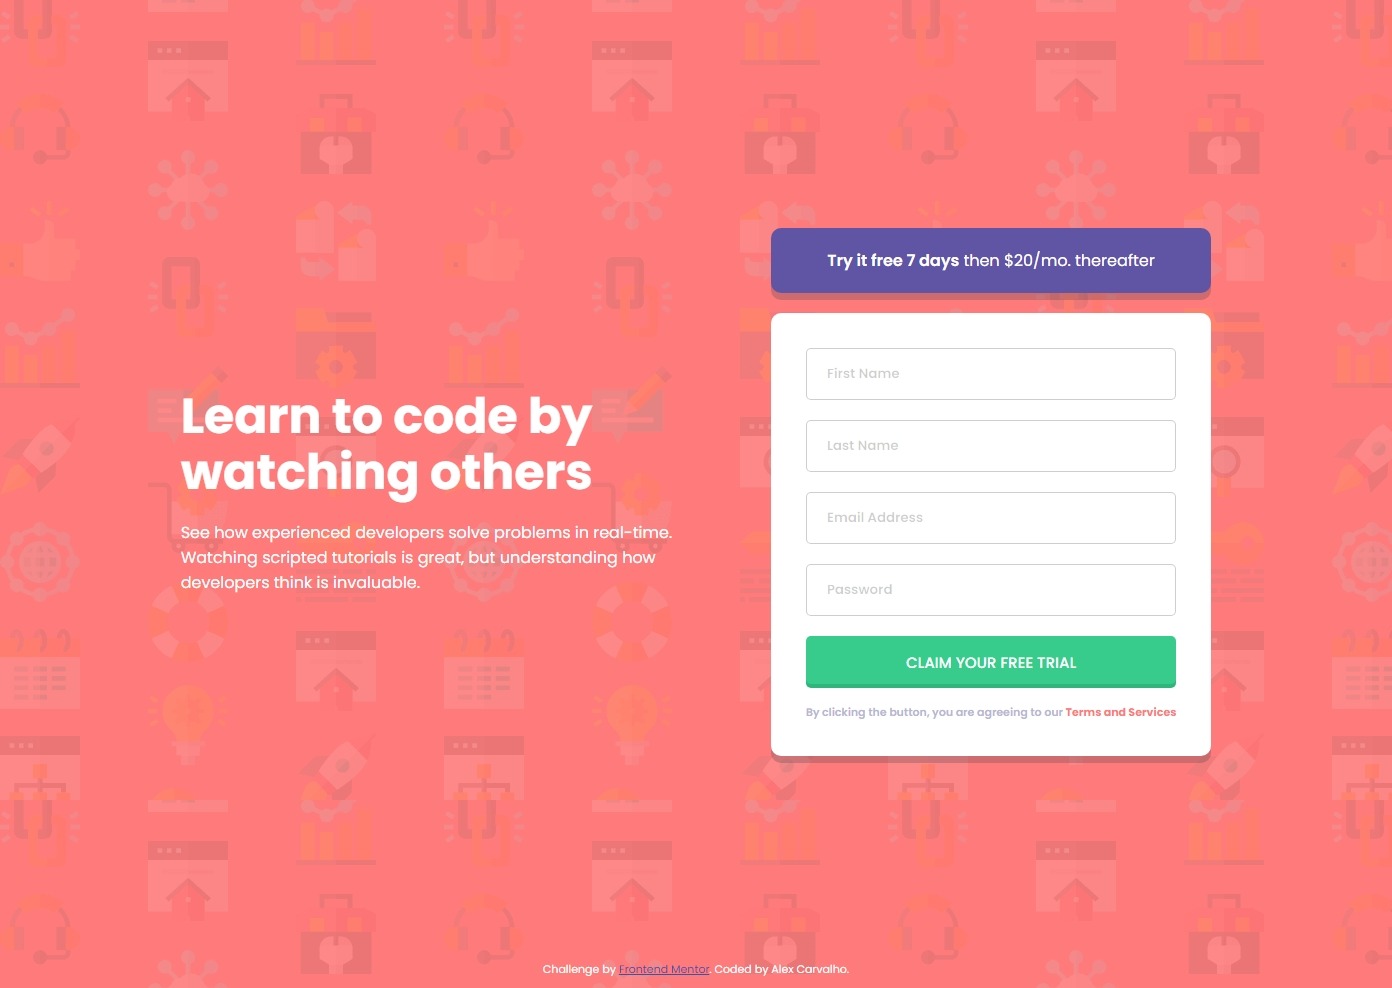 Learn to code by
watching others
See how experienced developers solve problems in real-time.
Watching scripted tutorials is great, but understanding how
developers think is invaluable.
Try it free 7 days then $20/mo. thereafter
First Name
Last Name
Email Address
Password
CLAIM YOUR FREE TRIAL
By clicking the button, you are agreeing to our Terms and Services
Challenge by Frontend Mentor. Coded by Alex Carvalho.